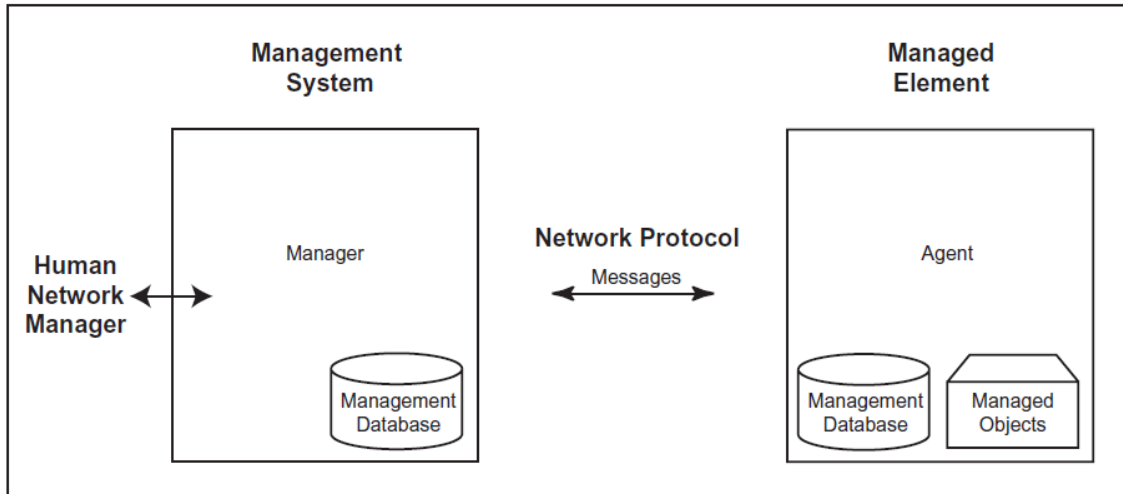 Management
System
Managed
Element
Human
Network
Manager
Manager
Network Protocol
Messages
Agent
Management
Database
Management
Database
Managed
Objects